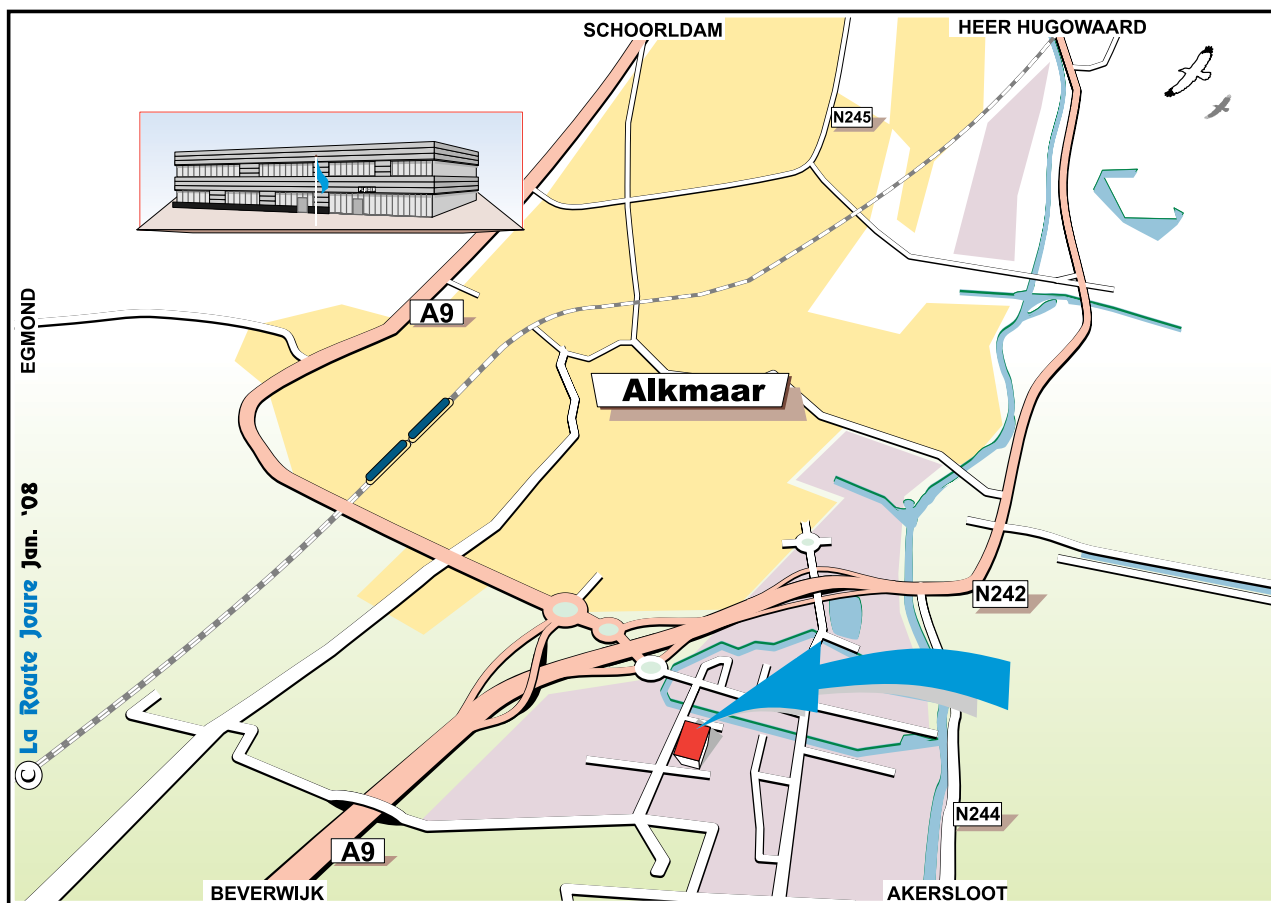 SCHOORLDAM
HEER HUGOWAARD
N245
EGMOND
A9
Alkmaar
N242
© La Route Joure Jan. '08
N244
A9
BEVERWIJK
AKERSLOOT